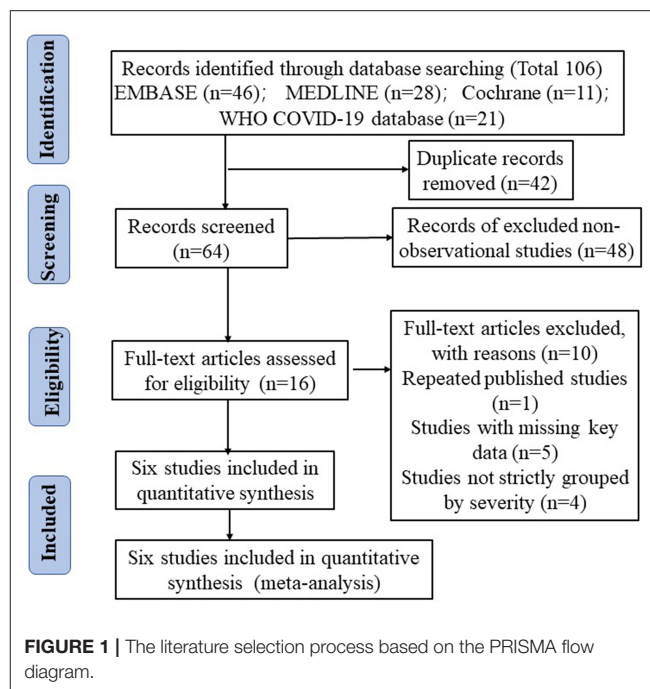 Identification
Records identified through database searching (Total 106)
EMBASE (n=46); MEDLINE (n=28); Cochrane (n=11);
WHO COVID-19 database (n=21)
Duplicate records
removed (n=42)
Screening
Records screened
(n=64)
Records of excluded non-
observational studies (n=48)
Eligibility
Full-text articles assessed
for eligibility (n=16)
Full-text articles excluded,
with reasons (n=10)
Repeated published studies
(n=1)
Studies with missing key
data (n=5)
Studies not strictly grouped
by severity (n=4)
Included
Six studies included in
quantitative synthesis
Six studies included in quantitative
synthesis (meta-analysis)
FIGURE 1 | The literature selection process based on the PRISMA flow
diagram.